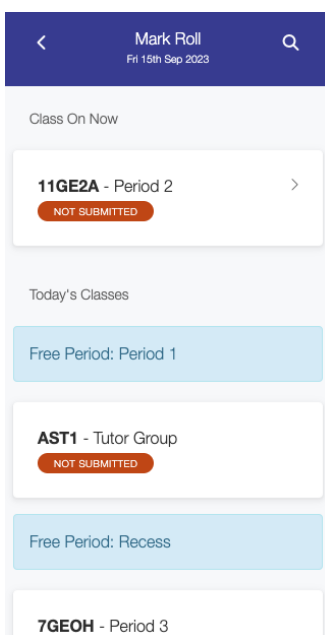 Mark Roll
Fri 15th Sep 2023
Class On Now
11GE2A - Period 2
NOT SUBMITTED
Today's Classes
Free Period: Period 1
AST1 - Tutor Group
NOT SUBMITTED
Free Period: Recess
7GEOH - Period 3